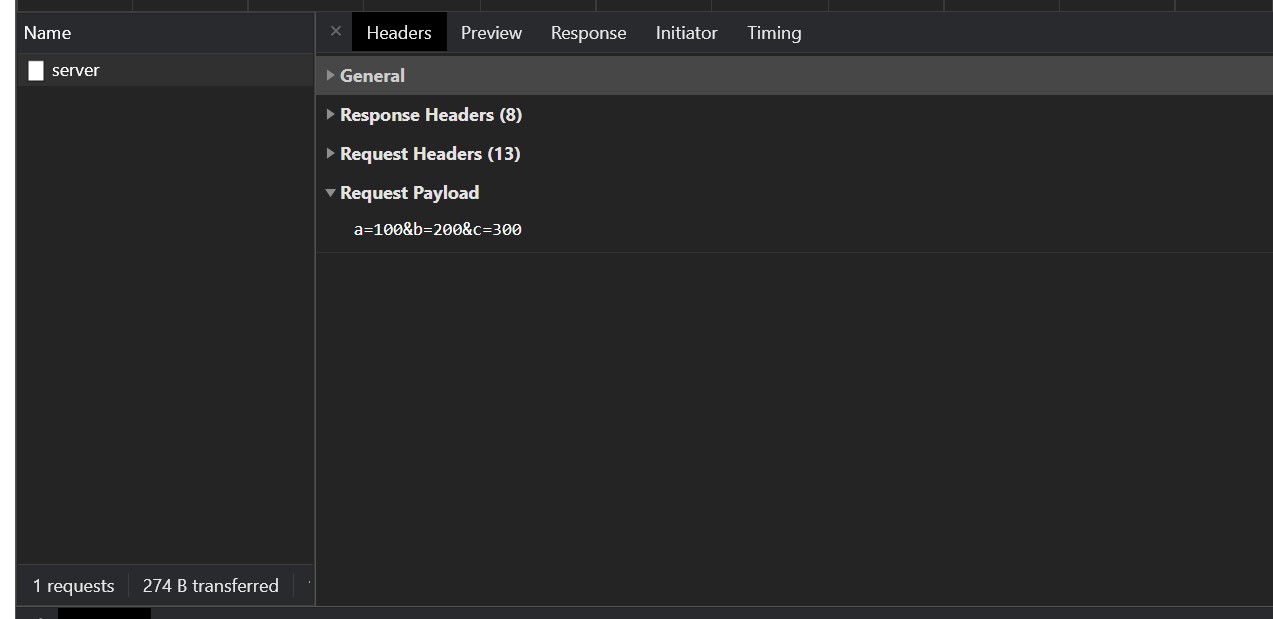 Name
Headers Preview Response Initiator Timing
server
General
Response Headers (8)
Request Headers (13)
Request Payload
a=100&b=200&c=300
1 requests 274 B transferred